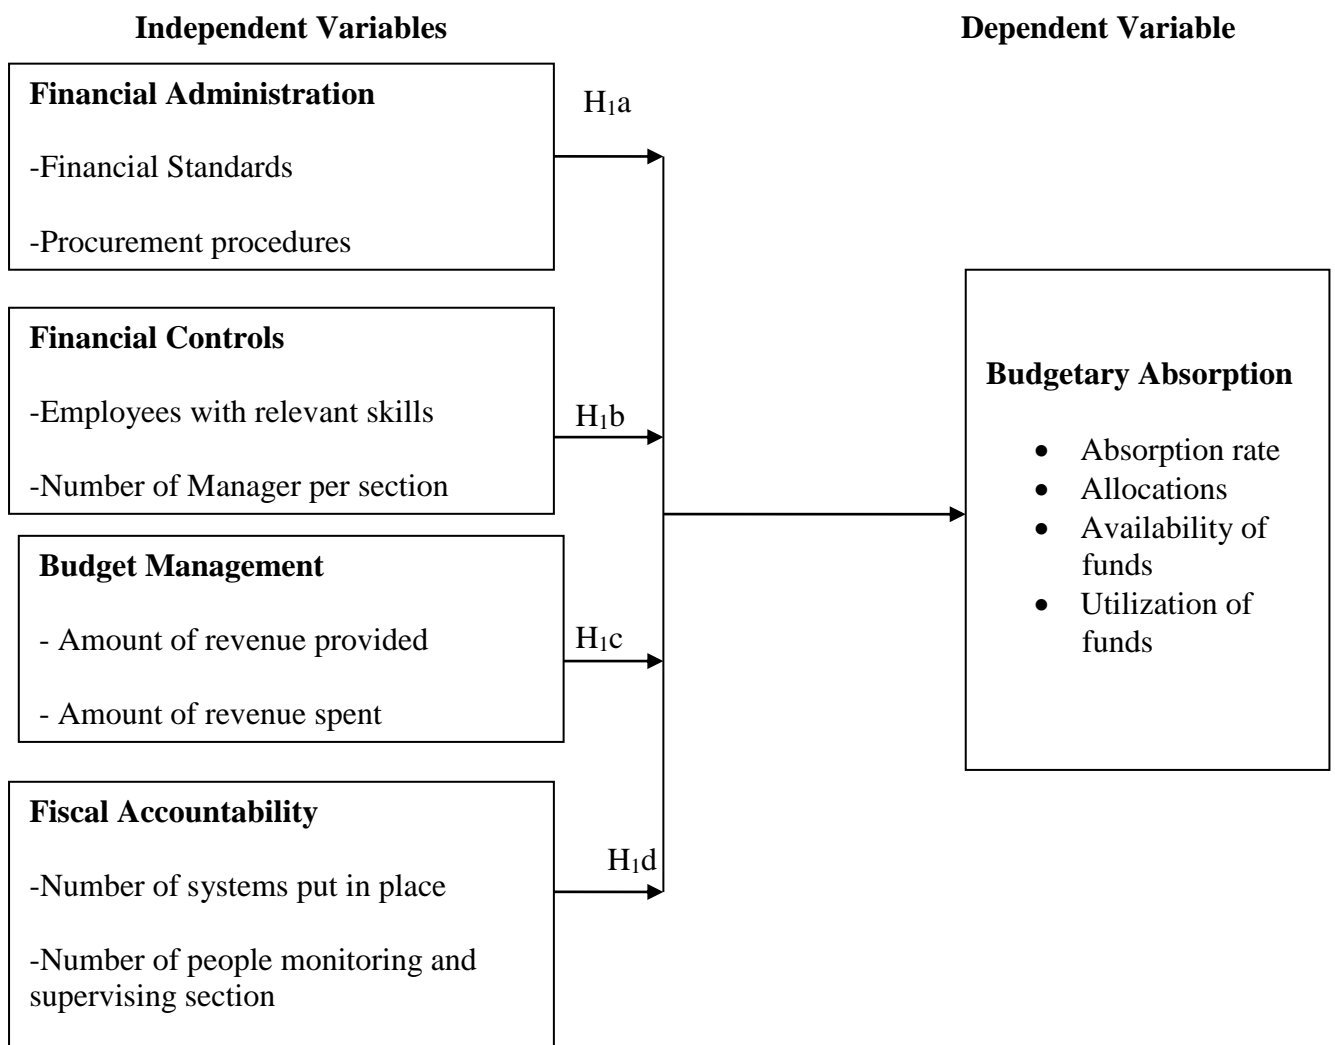 Independent Variables
Dependent Variable
Financial Administration
-Financial Standards
-Procurement procedures
H₁a
Financial Controls
-Employees with relevant skills
-Number of Manager per section
H₁b
Budget Management
- Amount of revenue provided
- Amount of revenue spent
H₁c
Fiscal Accountability
-Number of systems put in place
-Number of people monitoring and
supervising section
H₁d
Budgetary Absorption
• Absorption rate
• Allocations
• Availability of
funds
• Utilization of
funds